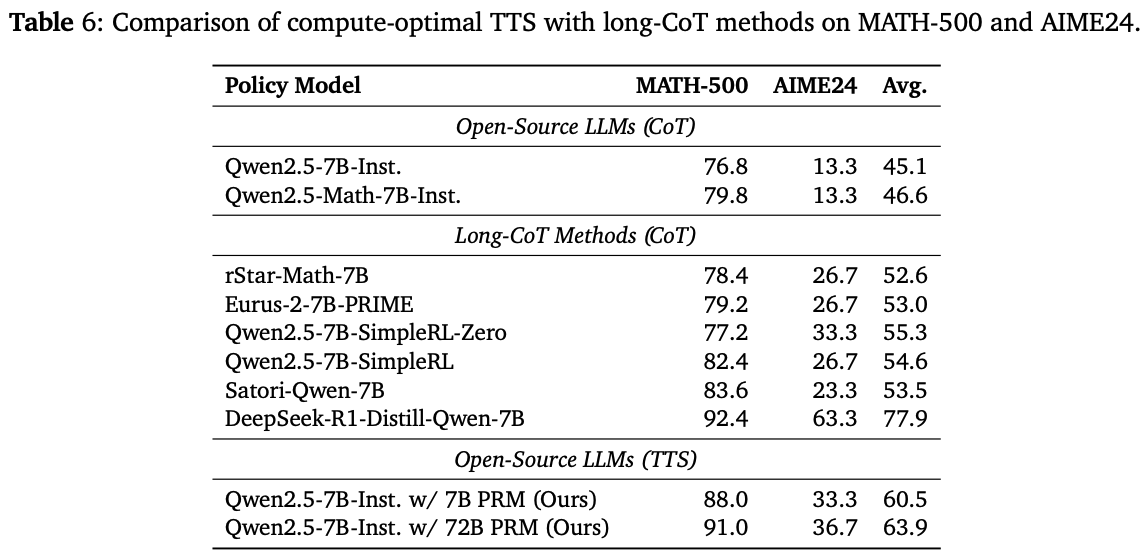 Table 6: Comparison of compute-optimal TTS with long-CoT methods on MATH-500 and AIME24.
Policy Model MATH-500 AIME24 Avg.
Open-Source LLMs (CoT)
Qwen2.5-7B-Inst. 76.8 13.3 45.1
Qwen2.5-Math-7B-Inst. 79.8 13.3 46.6
Long-CoT Methods (CoT)
rStar-Math-7B 78.4 26.7 52.6
Eurus-2-7B-PRIME 79.2 26.7 53.0
Qwen2.5-7B-SimpleRL-Zero 77.2 33.3 55.3
Qwen2.5-7B-SimpleRL 82.4 26.7 54.6
Satori-Qwen-7B 83.6 23.3 53.5
DeepSeek-R1-Distill-Qwen-7B 92.4 63.3 77.9
Open-Source LLMs (TTS)
Qwen2.5-7B-Inst. w/ 7B PRM (Ours) 88.0 33.3 60.5
Qwen2.5-7B-Inst. w/ 72B PRM (Ours) 91.0 36.7 63.9